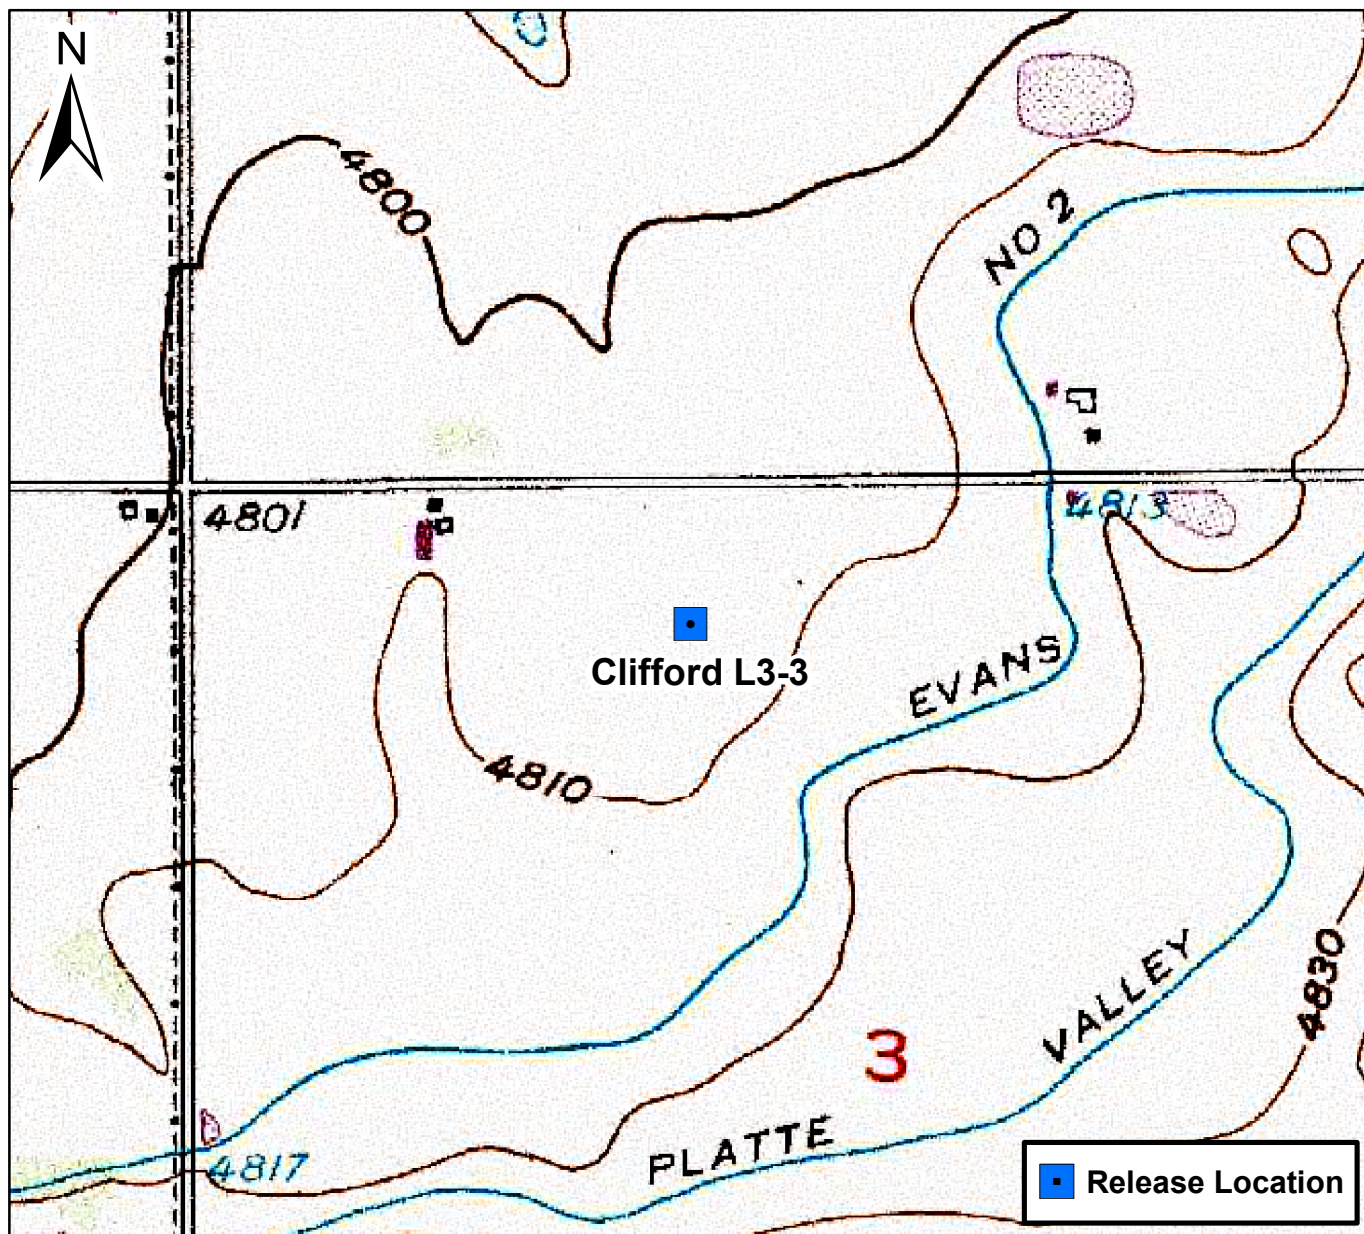 N
4800
NO 2
4801
4813
Clifford L3-3
EVANS
4810
4830
VALLEY
3
PLATTE
4817
Release Location